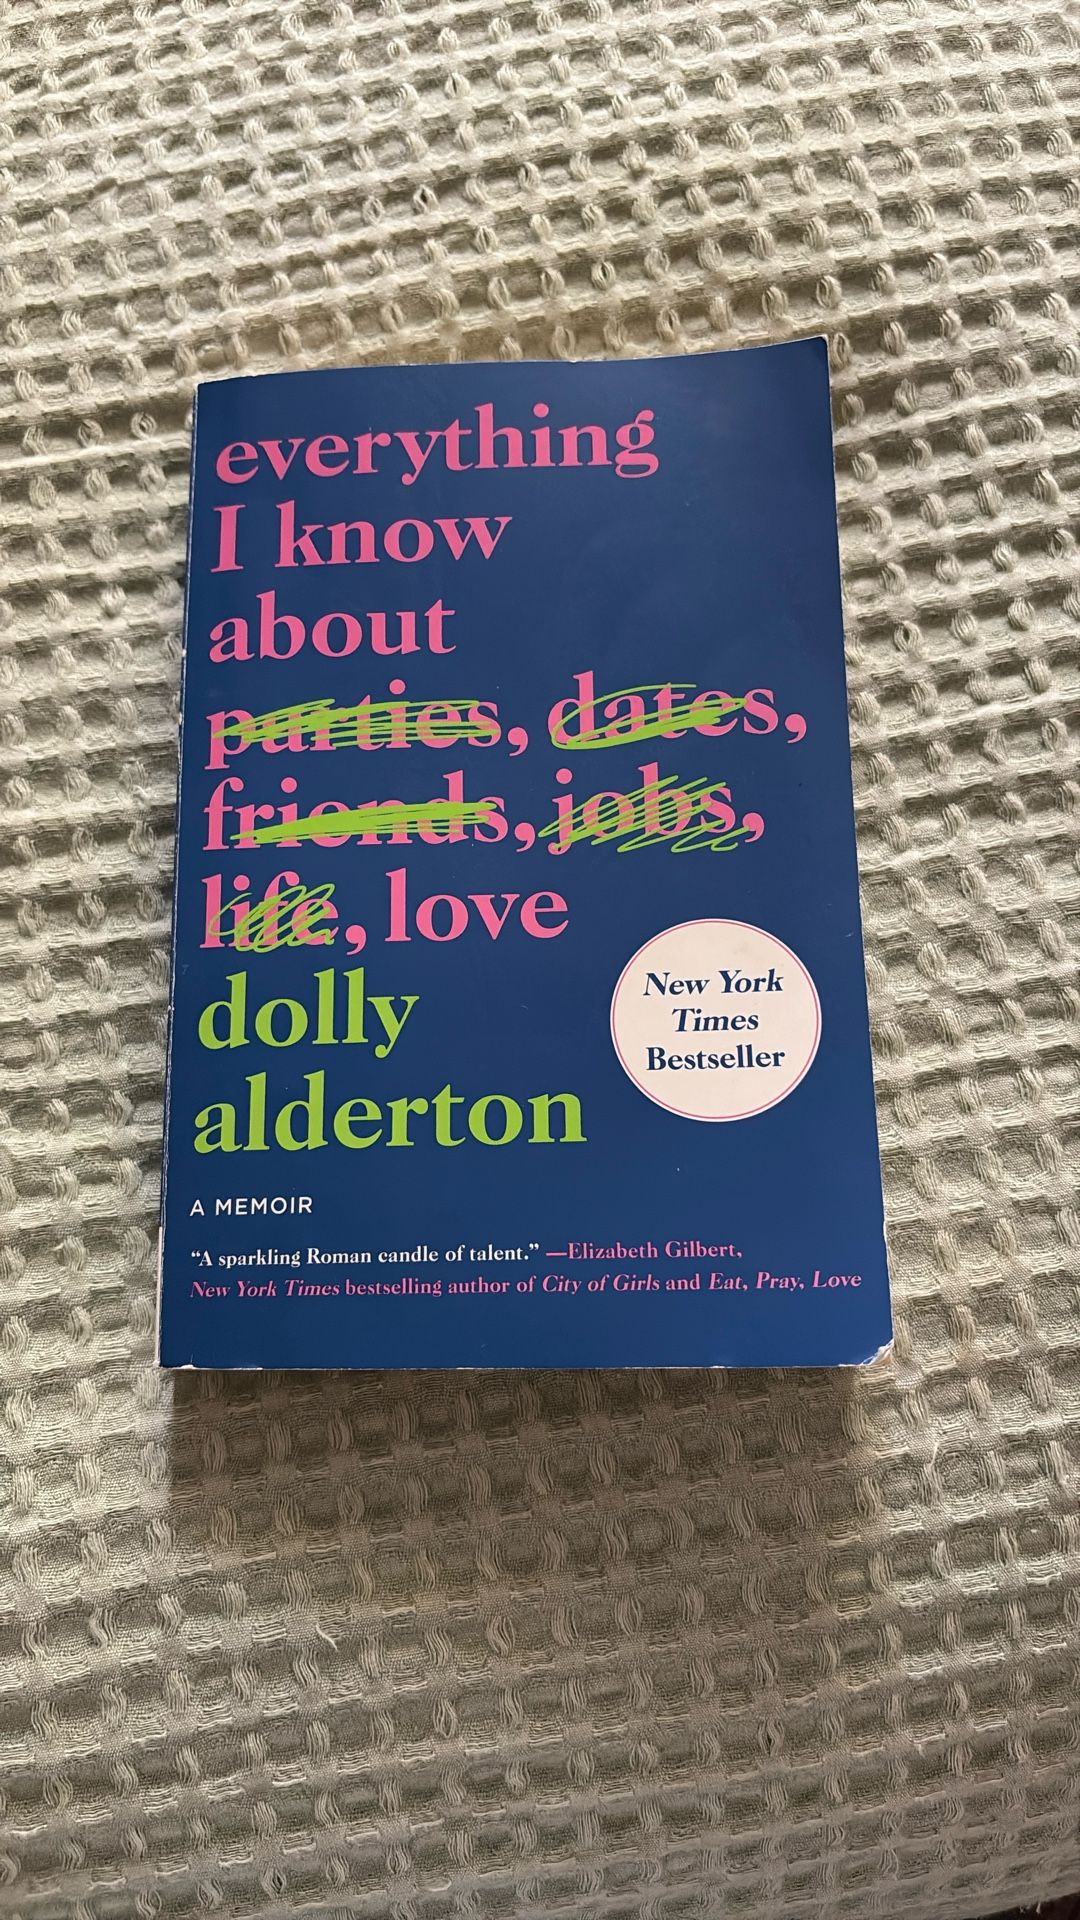 everything
I know
about
parties, dates,
friends, jobs,
life, love
dolly
alderton
New York
Times
Bestseller
A MEMOIR
“A sparkling Roman candle of talent.” —Elizabeth Gilbert,
New York Times bestselling author of City of Girls and Eat, Pray, Love